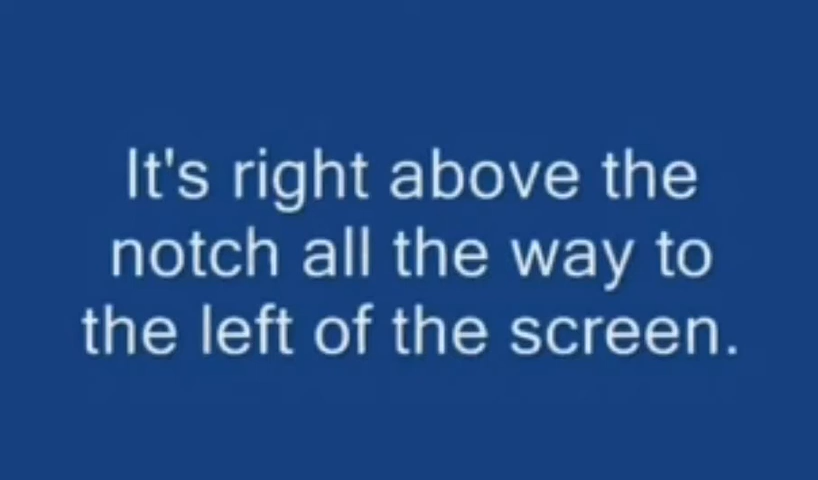 It's right above the
notch all the way to
the left of the screen.